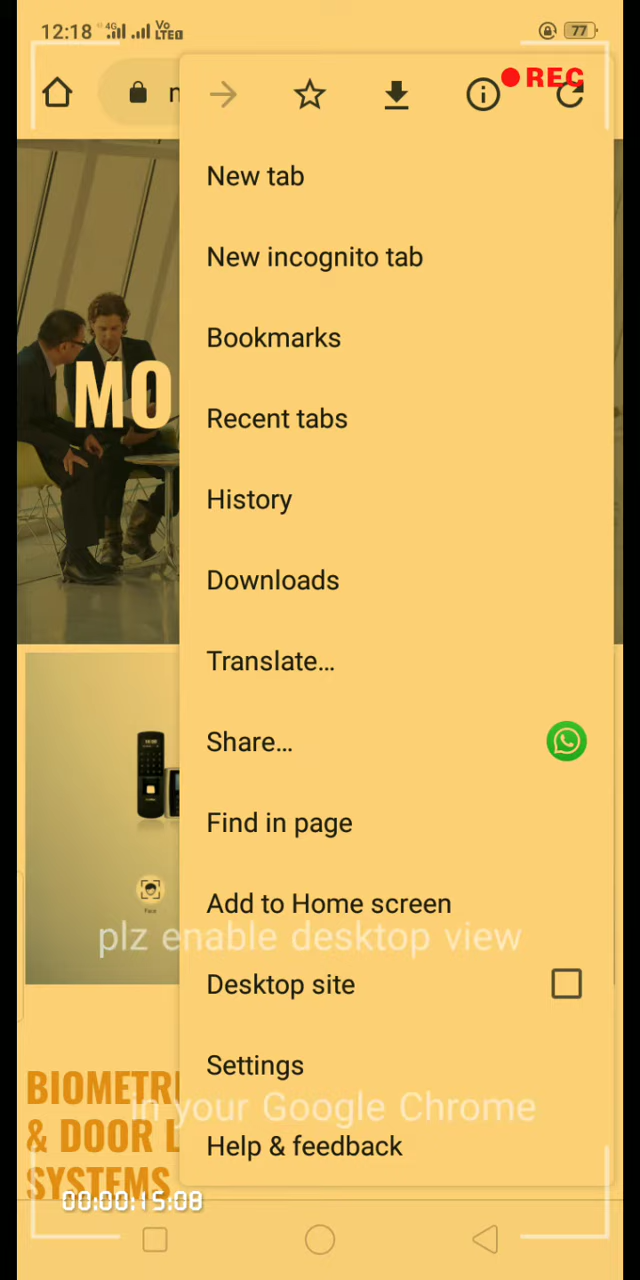 12:18
4G
Vo
LTE
77
REC
MO
New tab
New incognito tab
Bookmarks
Recent tabs
History
Downloads
Translate…
Share…
Find in page
Add to Home screen
plz enable desktop view
Desktop site
Settings
BIOMETRI
in your Google Chrome
& DOOR L
Help & feedback
SYSTEMS
00:00:15:08